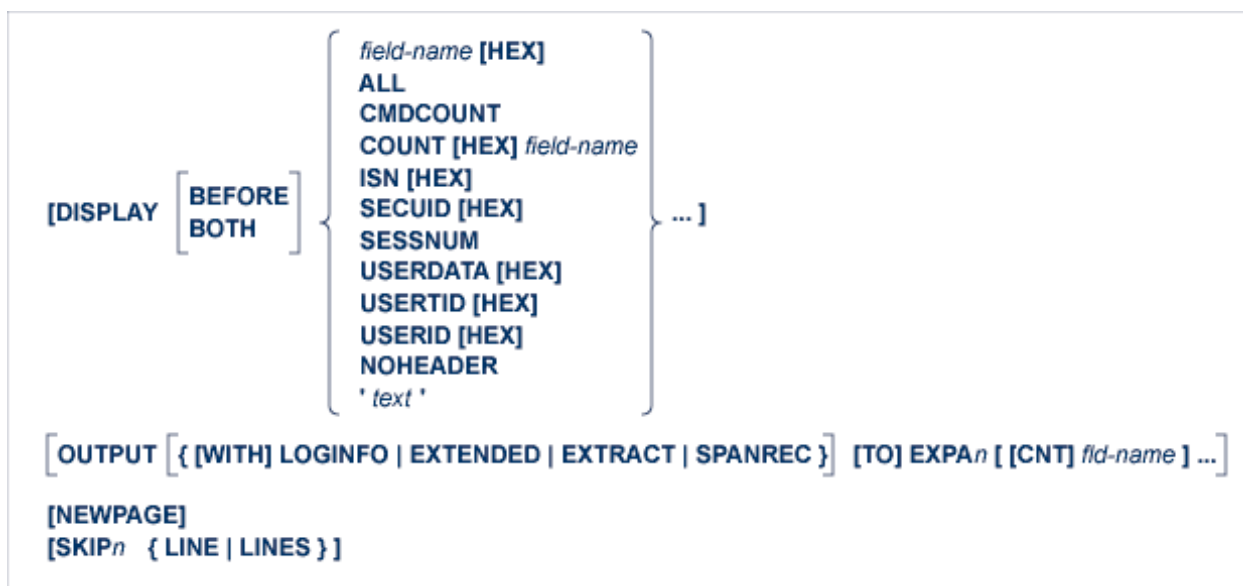 field-name [HEX]
ALL
CMDCOUNT
COUNT [HEX] field-name
ISN [HEX]
[DISPLAY [BEFORE BOTH] { SECUID [HEX] } ... ]
SESSNUM
USERDATA [HEX]
USERTID [HEX]
USERID [HEX]
NOHEADER
' text '
[OUTPUT [{ [WITH] LOGINFO | EXTENDED | EXTRACT | SPANREC }] [TO] EXPAn [ [CNT] fld-name ] ...]
[NEWPAGE]
[SKIPn { LINE | LINES } ]